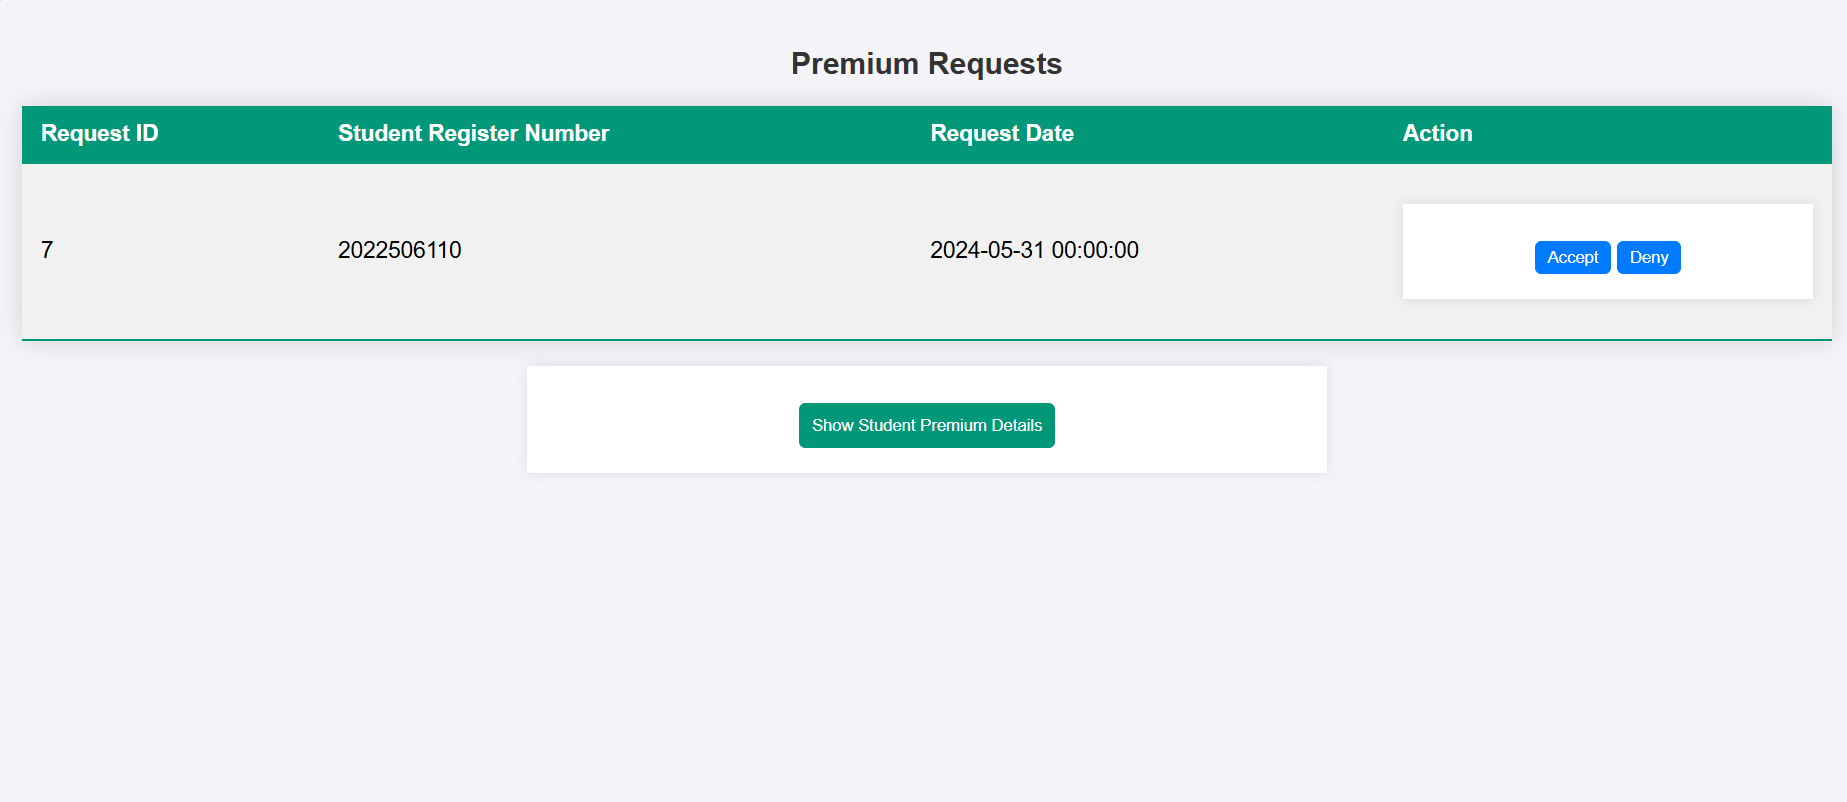 Premium Requests
Request ID Student Register Number Request Date Action
7 2022506110 2024-05-31 00:00:00 Accept Deny
Show Student Premium Details